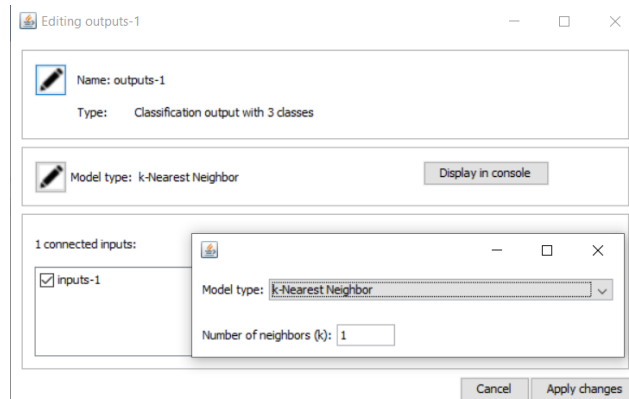 Editing outputs-1
Name: outputs-1
Type: Classification output with 3 classes
Model type: k-Nearest Neighbor
Display in console
1 connected inputs:
inputs-1
Model type: k-Nearest Neighbor
Number of neighbors (k): 1
Cancel
Apply changes